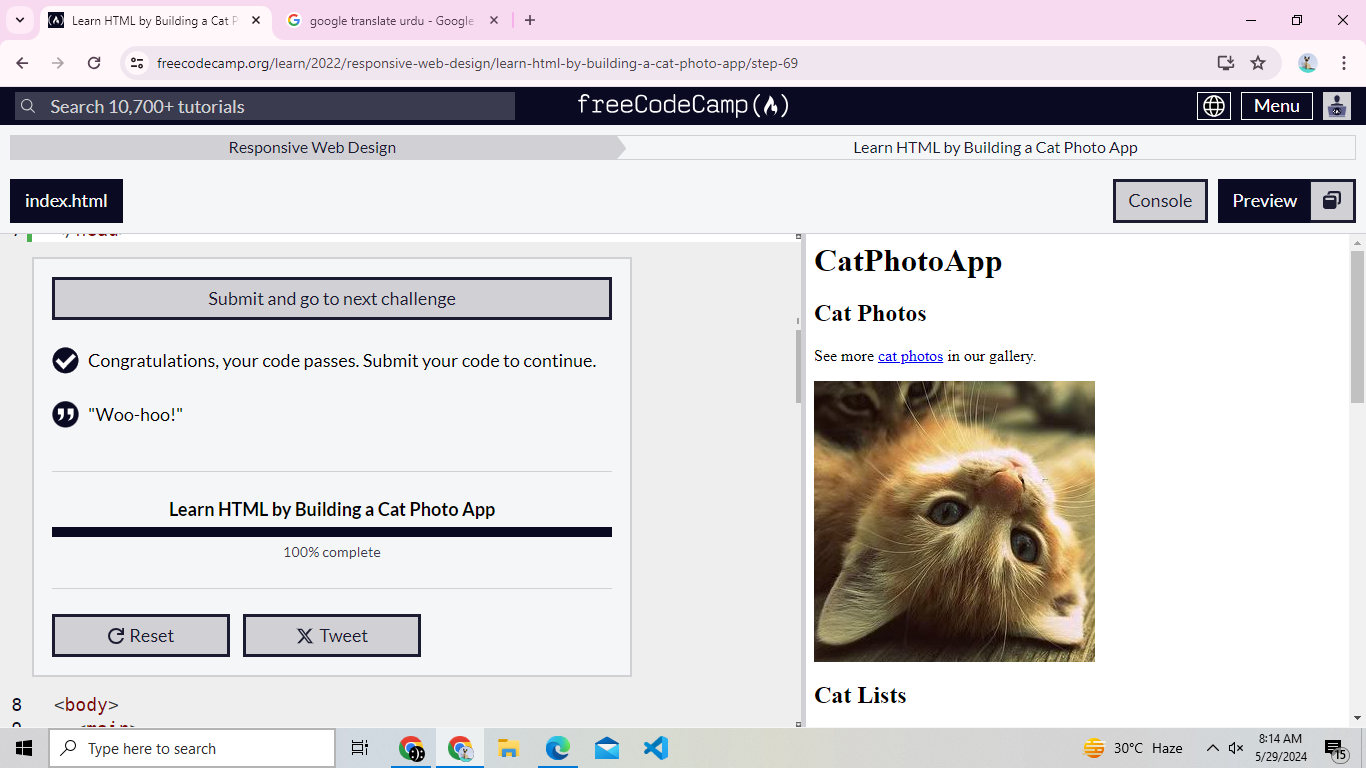 Learn HTML by Building a Cat P
google translate urdu - Google
freecodecamp.org/learn/2022/responsive-web-design/learn-html-by-building-a-cat-photo-app/step-69
Search 10,700+ tutorials
freeCodeCamp
Menu
Responsive Web Design
Learn HTML by Building a Cat Photo App
index.html
Console
Preview
Submit and go to next challenge
Congratulations, your code passes. Submit your code to continue.
"Woo-hoo!"
Learn HTML by Building a Cat Photo App
100% complete
Reset
Tweet
8 <body>
CatPhotoApp
Cat Photos
See more cat photos in our gallery.
Cat Lists
Type here to search
30°C Haze
8:14 AM
5/29/2024
15